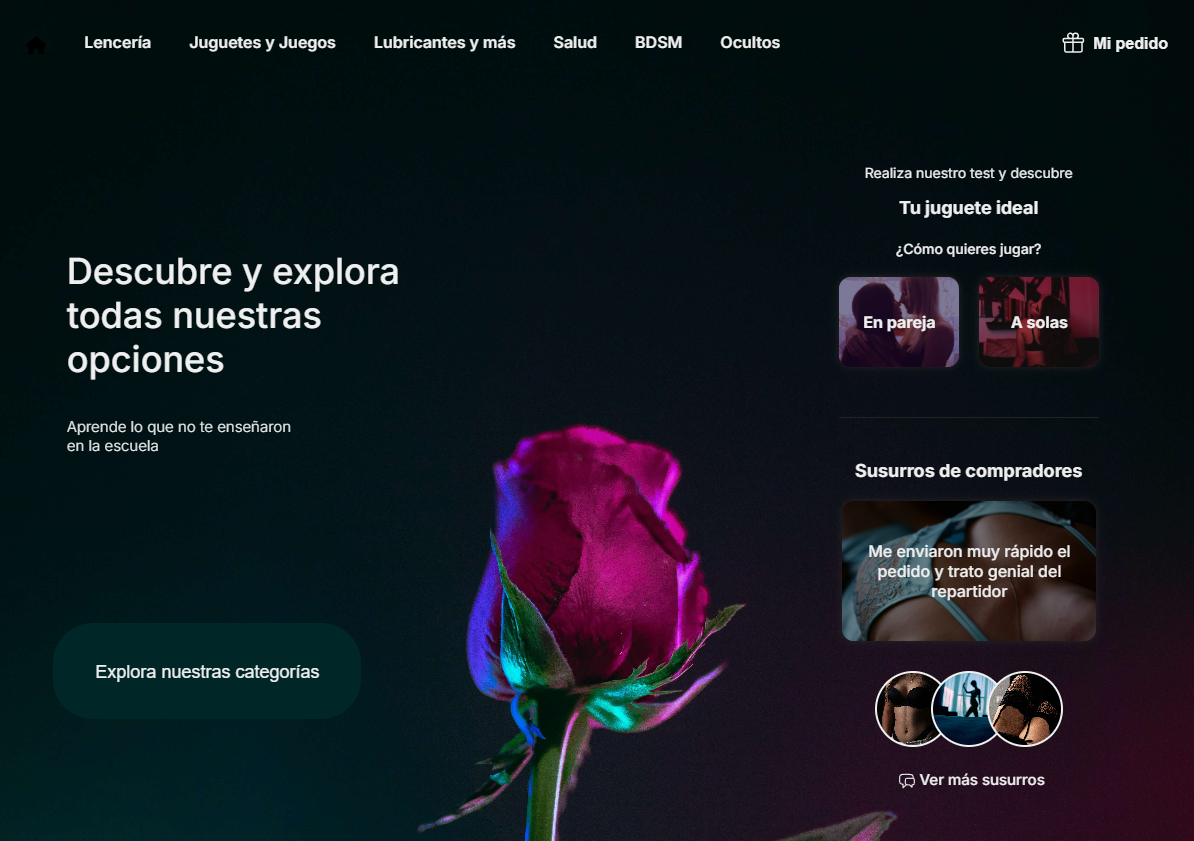 Lencería
Juguetes y Juegos
Lubricantes y más
Salud
BDSM
Ocultos
Mi pedido
Descubre y explora
todas nuestras
opciones
Aprende lo que no te enseñaron
en la escuela
Explora nuestras categorías
Realiza nuestro test y descubre
Tu juguete ideal
¿Cómo quieres jugar?
En pareja
A solas
Susurros de compradores
Me enviaron muy rápido el
pedido y trato genial del
repartidor
Ver más susurros